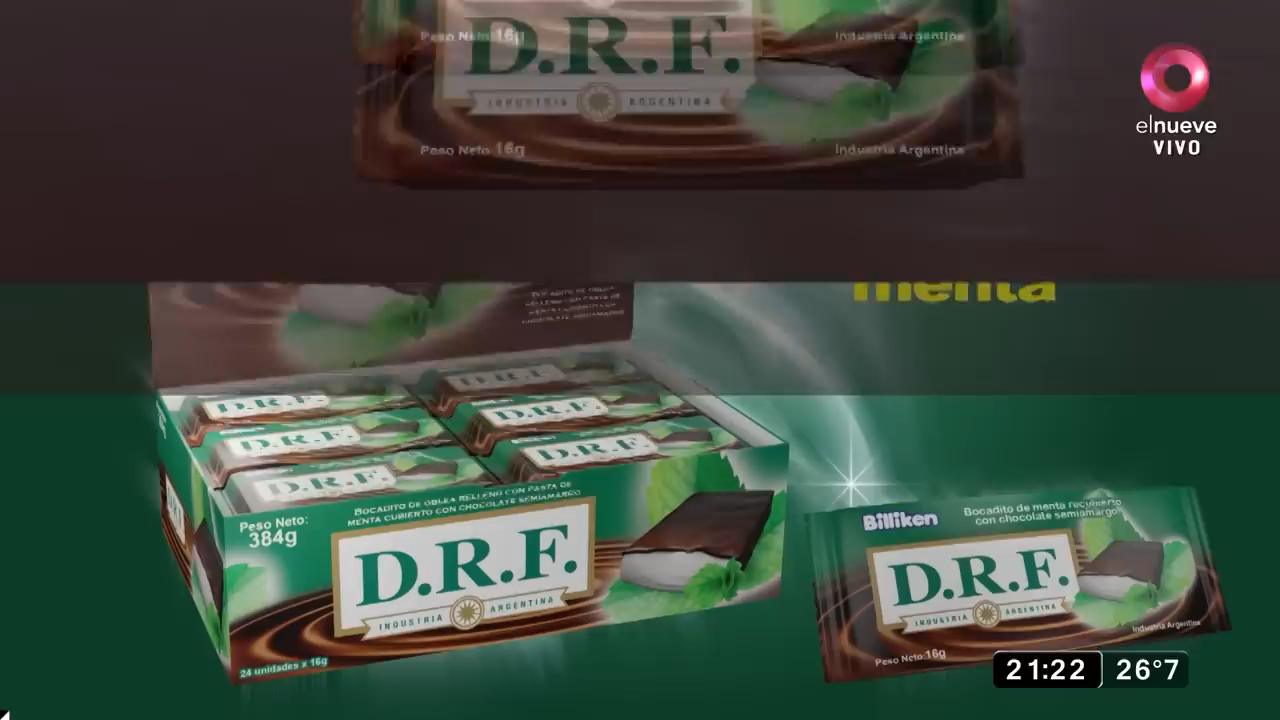 Peso Neto: 16g
Industria Argentina
D.R.F.
INDUSTRIA ARGENTINA
Peso Neto: 16g
Industria Argentina
elnueve
VIVO
menta
D.R.F.
D.R.F.
D.R.F.
D.R.F.
D.R.F.
D.R.F.
BOCADITO DE OBLEA RELLENO CON PASTA DE
MENTA CUBIERTO CON CHOCOLATE SEMIAMARGO
Peso Neto:
384g
D.R.F.
INDUSTRIA ARGENTINA
24 unidades x 16g
Billiken
Bocadito de menta recubierto
con chocolate semiamargo
D.R.F.
INDUSTRIA ARGENTINA
Industria Argentina
Peso Neto: 16g
21:22 26°7